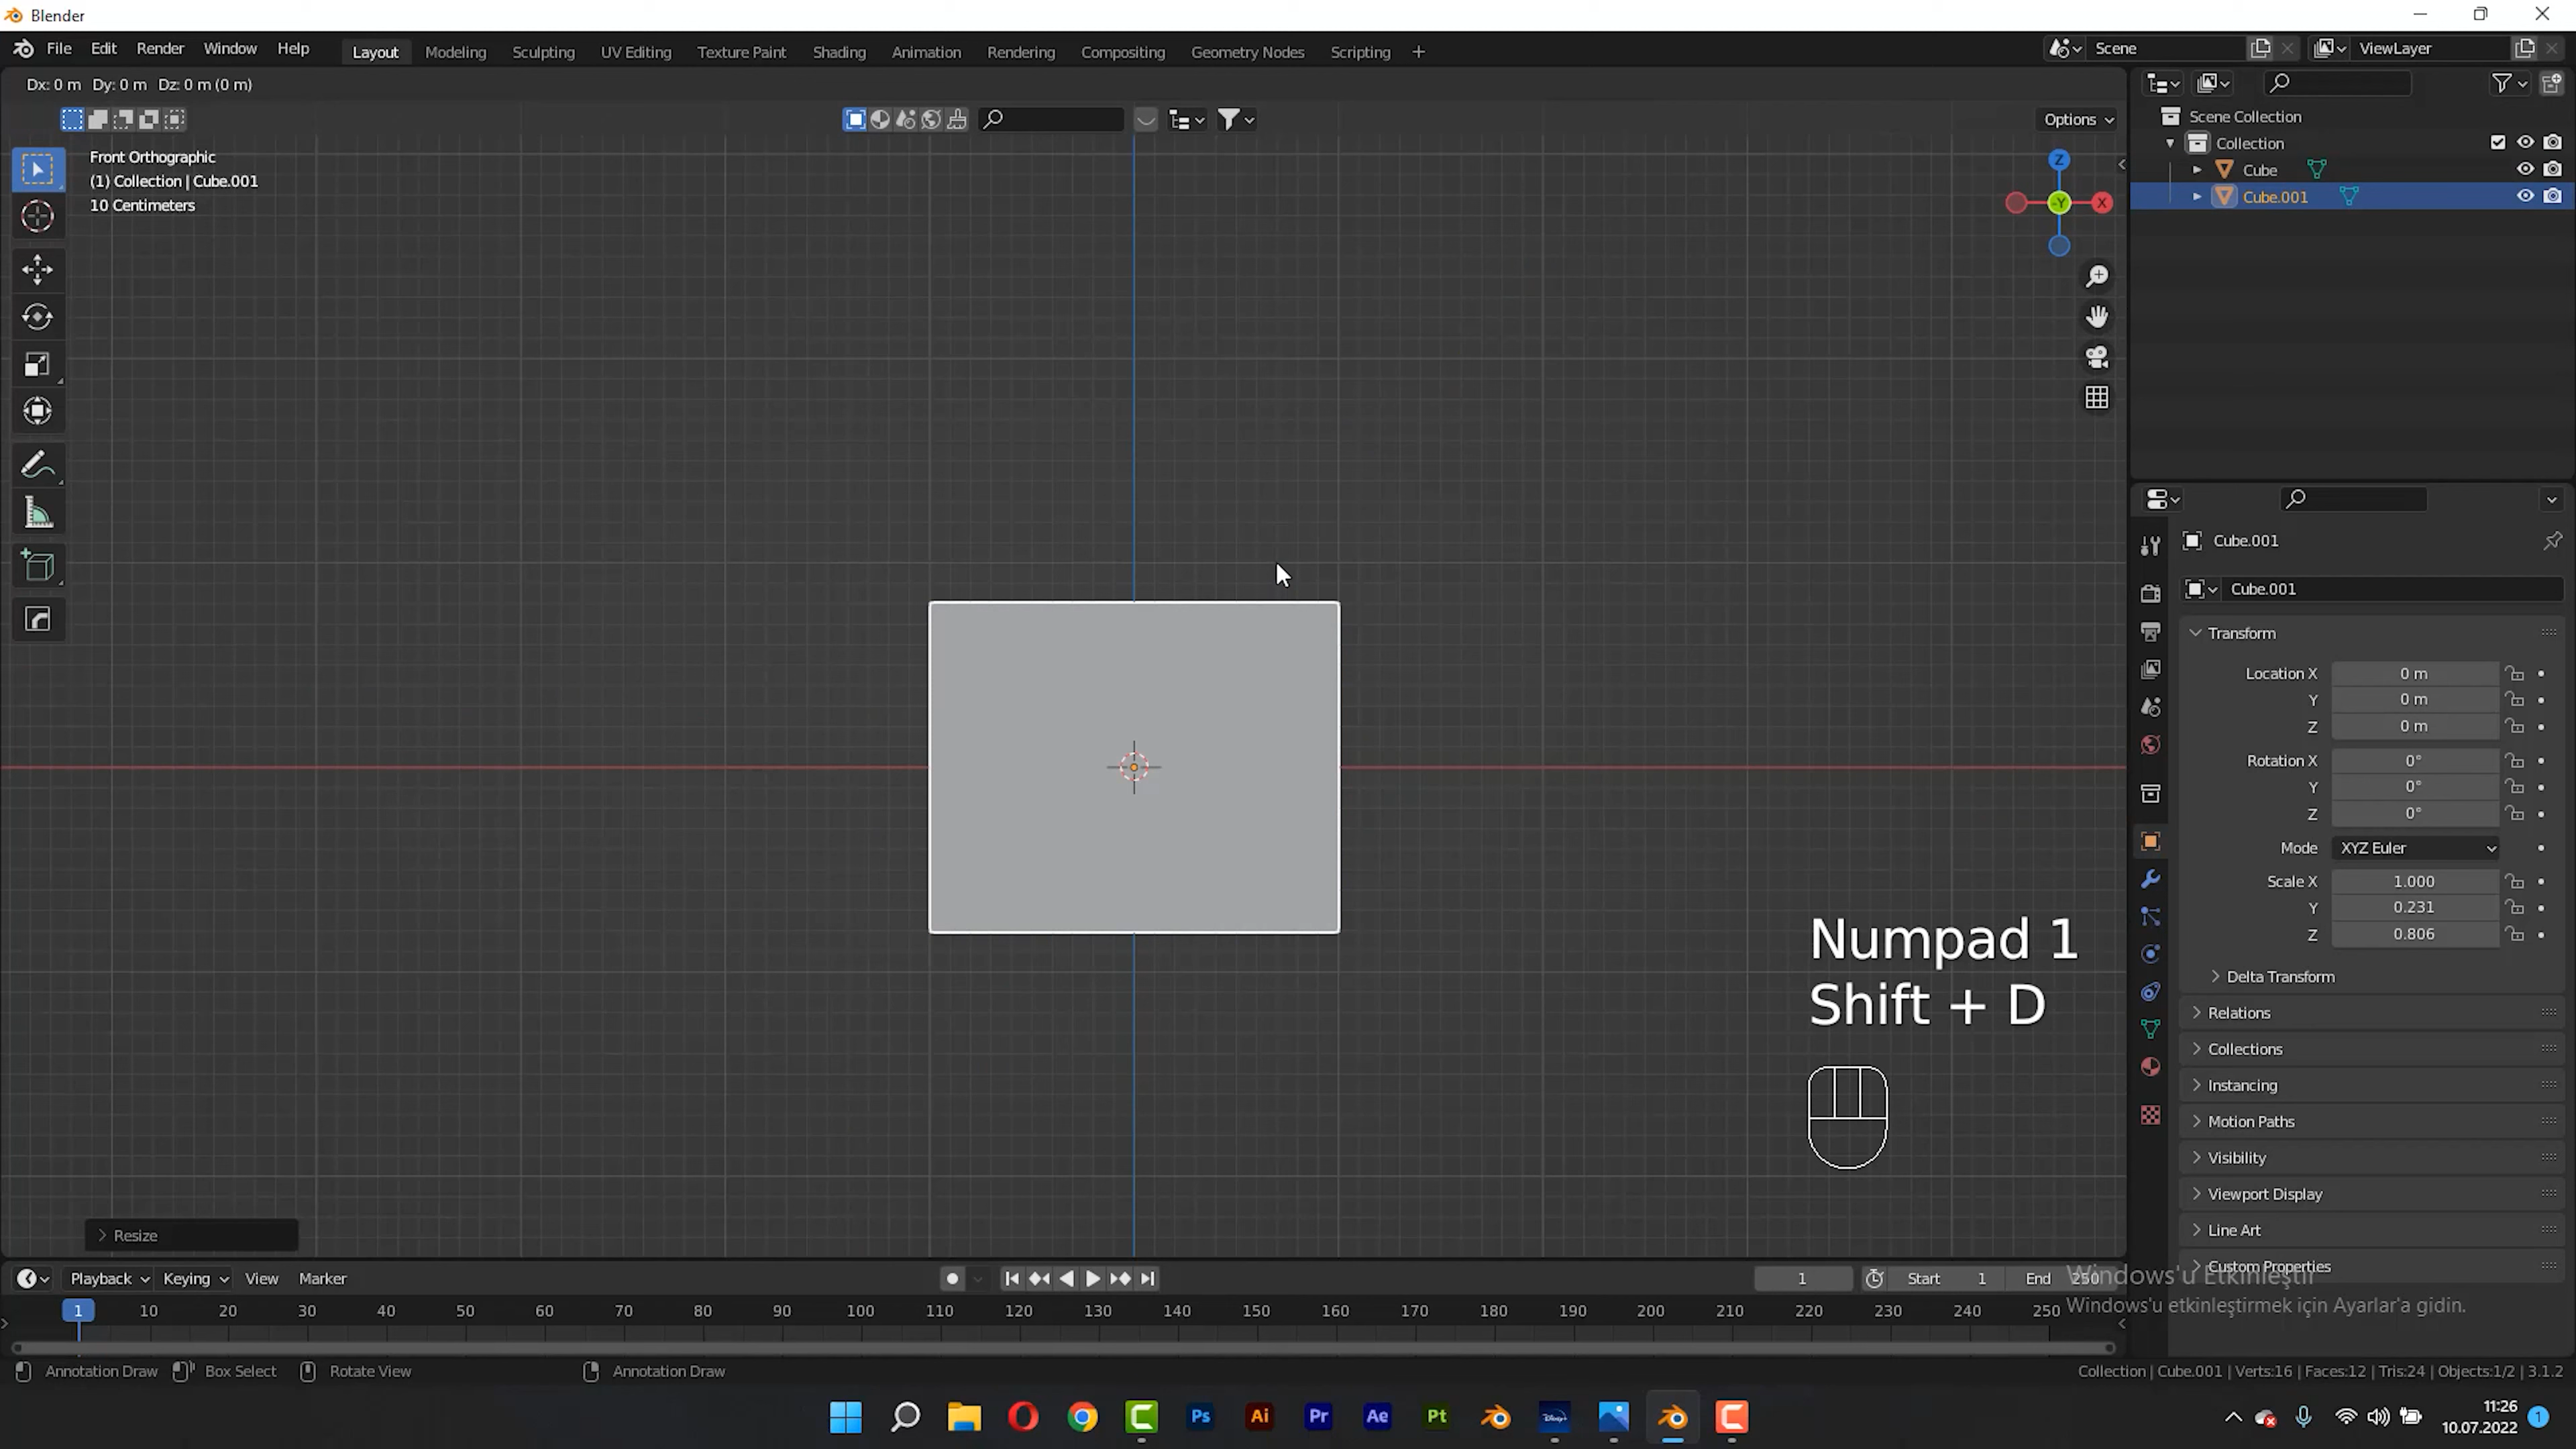 Blender
File Edit Render Window Help Layout Modeling Sculpting UV Editing Texture Paint Shading Animation Rendering Compositing Geometry Nodes Scripting + Scene ViewLayer
Dx: 0 m Dy: 0 m Dz: 0 m (0 m)
Options
Front Orthographic
(1) Collection | Cube.001
10 Centimeters
Z
-Y
X
Scene Collection
Collection
Cube
Cube.001
Cube.001
Cube.001
Transform
Location X 0 m
Y 0 m
Z 0 m
Rotation X 0°
Y 0°
Z 0°
Mode XYZ Euler
Scale X 1.000
Y 0.231
Z 0.806
Delta Transform
Relations
Collections
Instancing
Motion Paths
Visibility
Viewport Display
Line Art
Custom Properties
Numpad 1
Shift + D
Resize
Windows'u Etkinleştir
Windows'u etkinleştirmek için Ayarlar'a gidin.
Playback Keying View Marker 1 Start 1 End 250
1 10 20 30 40 50 60 70 80 90 100 110 120 130 140 150 160 170 180 190 200 210 220 230 240 250
Annotation Draw Box Select Rotate View Annotation Draw
Collection | Cube.001 | Verts:16 | Faces:12 | Tris:24 | Objects:1/2 | 3.1.2
Ps Ai Pr Ae Pt Disney+
11:26
10.07.2022
1